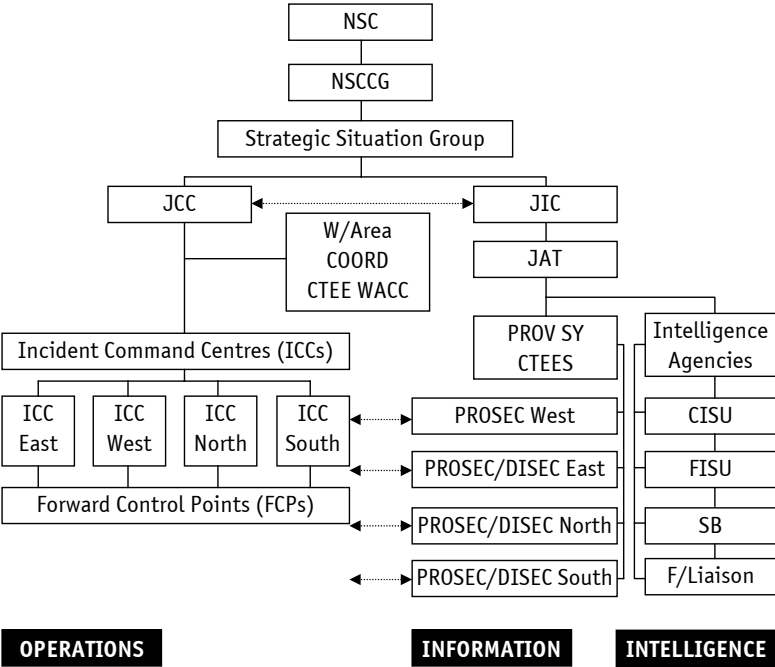 NSC
NSCCG
Strategic Situation Group
JCC
JIC
W/Area
COORD
CTEE WACC
JAT
Incident Command Centres (ICCs)
PROV SY
CTEES
Intelligence
Agencies
ICC
East
ICC
West
ICC
North
ICC
South
PROSEC West
CISU
PROSEC/DISEC East
FISU
Forward Control Points (FCPs)
PROSEC/DISEC North
SB
PROSEC/DISEC South
F/Liaison
OPERATIONS
INFORMATION
INTELLIGENCE